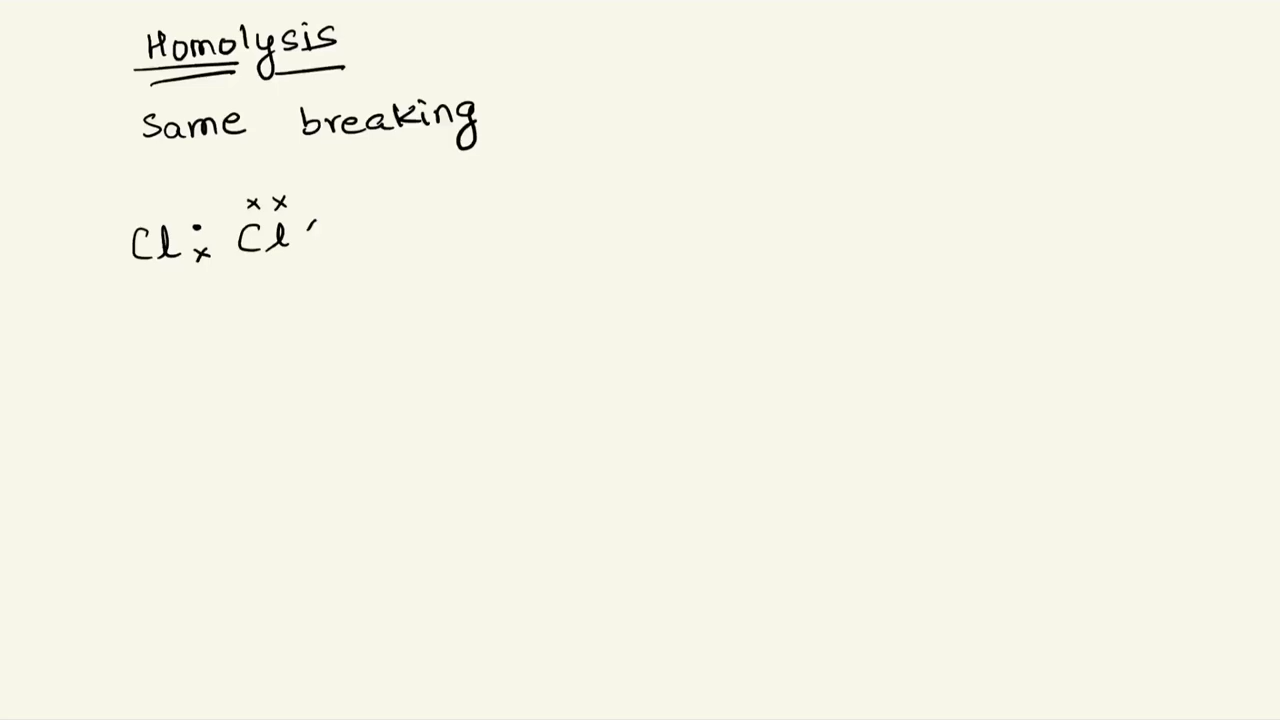 Homolysis
Same breaking
x x
Cl : Cl
x